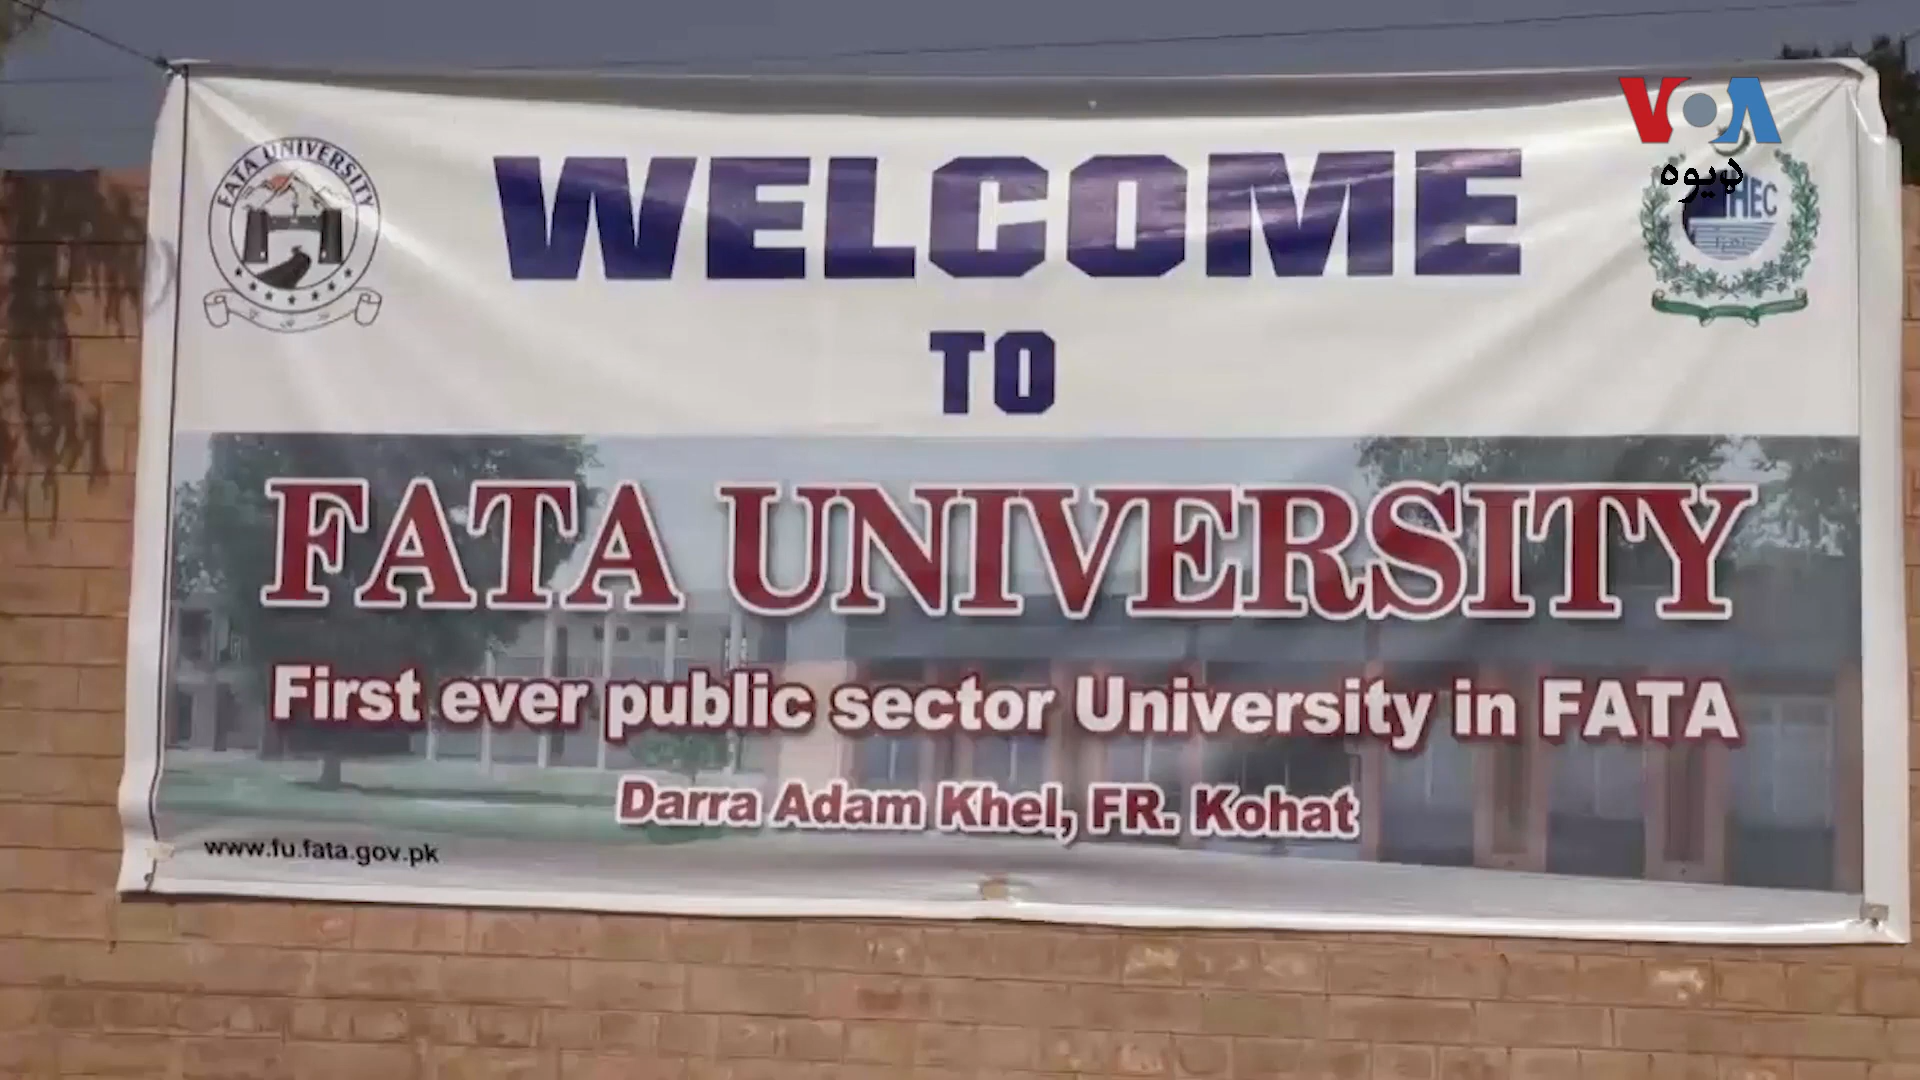 VOA
ډیوه
FATA UNIVERSITY
HEC
WELCOME
TO
FATA UNIVERSITY
First ever public sector University in FATA
Darra Adam Khel, FR. Kohat
www.fu.fata.gov.pk